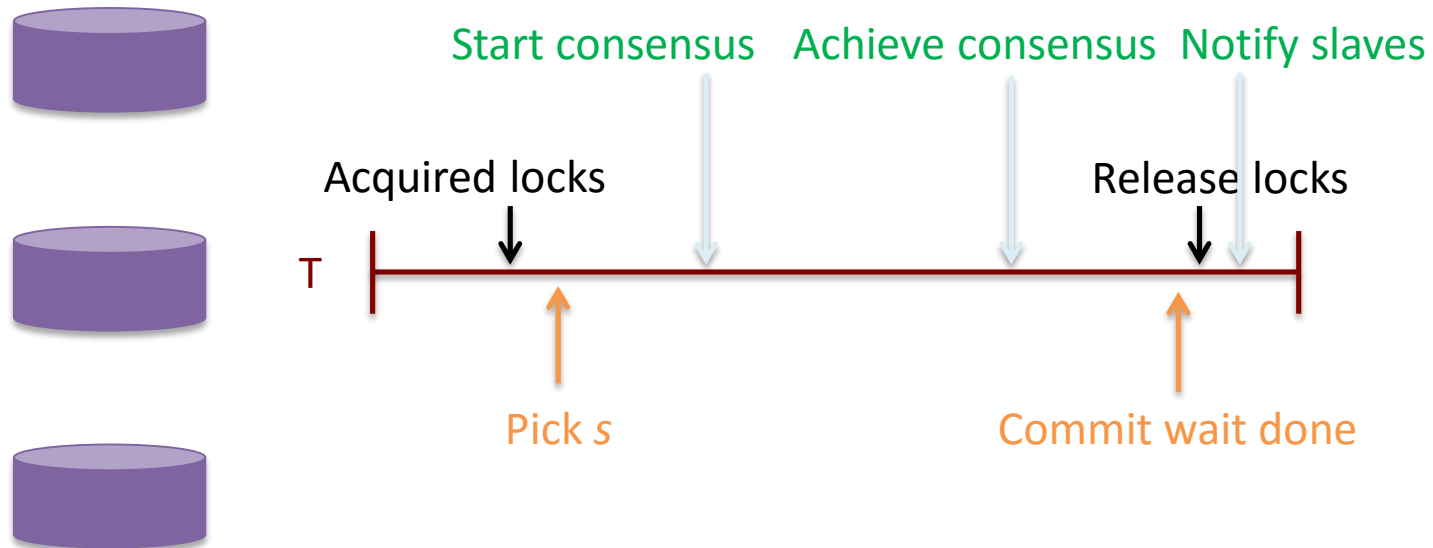 Start consensus
Achieve consensus
Notify slaves
Acquired locks
Release locks
T
Pick s
Commit wait done